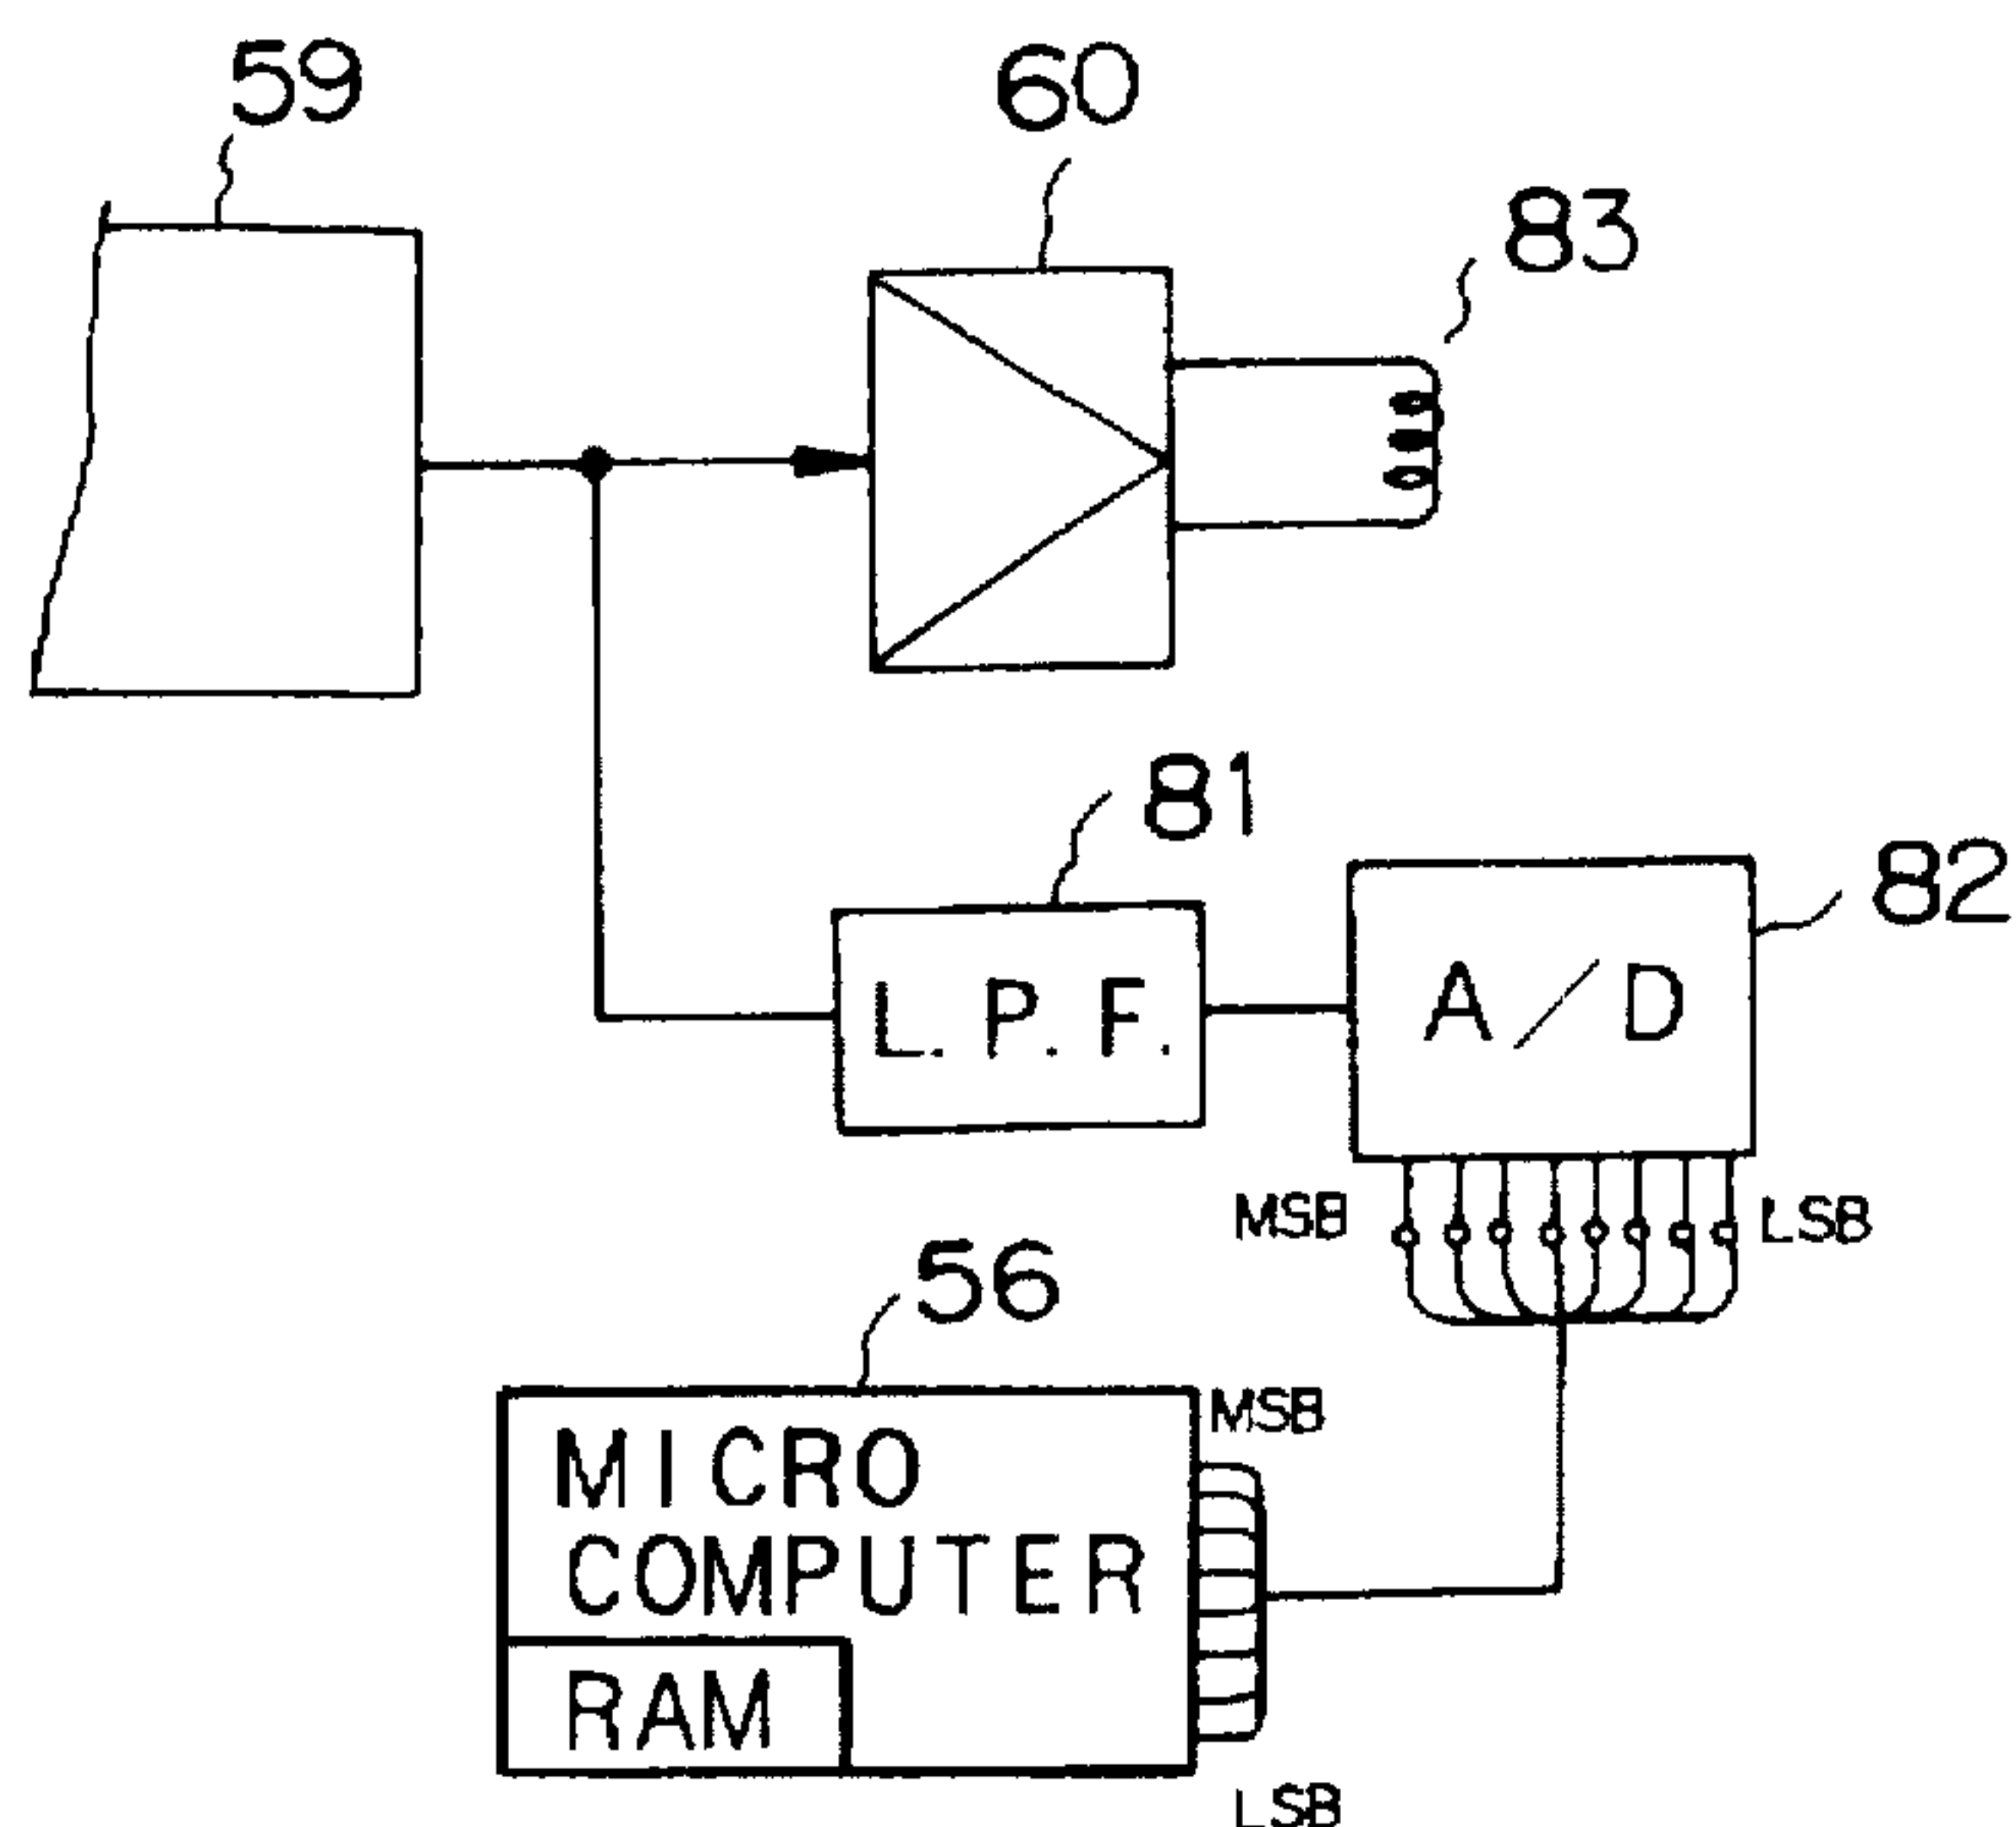 59
60
83
81
82
L.P.F.
A/D
MSB
LSB
56
MSB
MICRO
COMPUTER
RAM
LSB